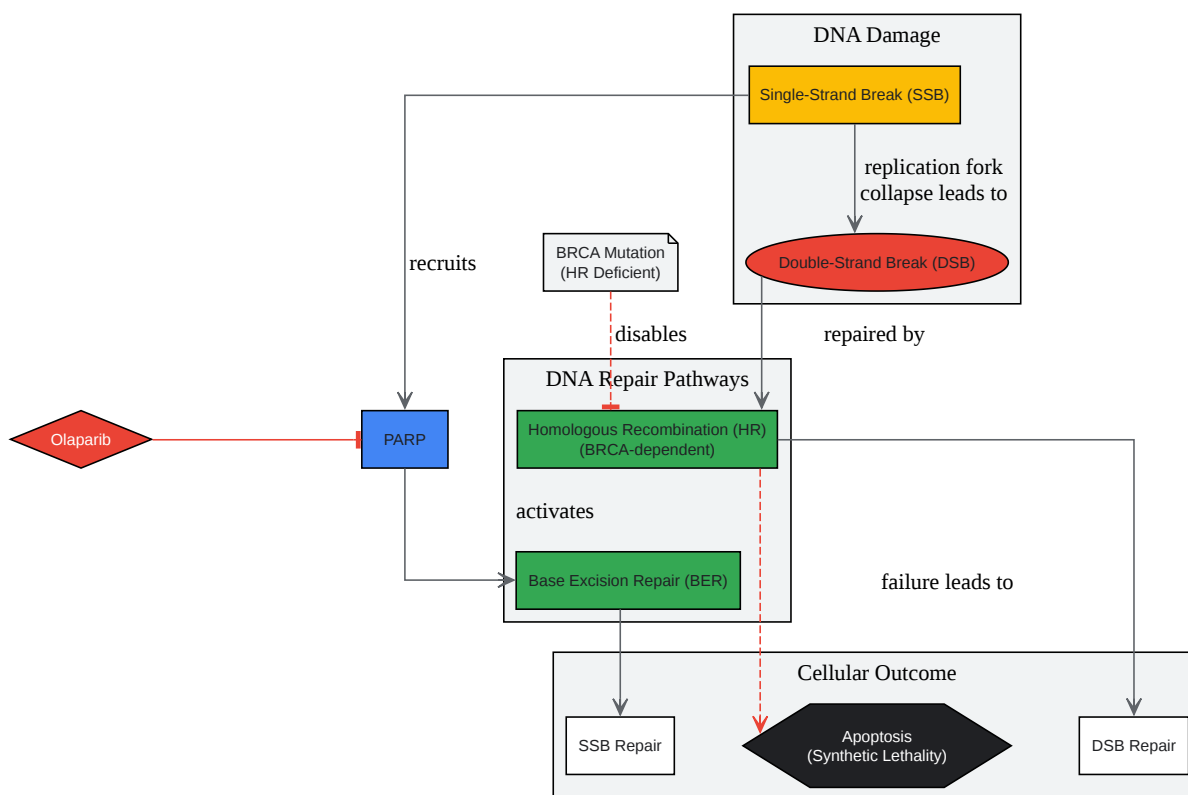 DNA Damage
Single-Strand Break (SSB)
replication fork
collapse leads to
BRCA Mutation
(HR Deficient)
recruits
Double-Strand Break (DSB)
disables
repaired by
DNA Repair Pathways
Olaparib
PARP
Homologous Recombination (HR)
(BRCA-dependent)
activates
Base Excision Repair (BER)
failure leads to
Cellular Outcome
SSB Repair
Apoptosis
(Synthetic Lethality)
DSB Repair